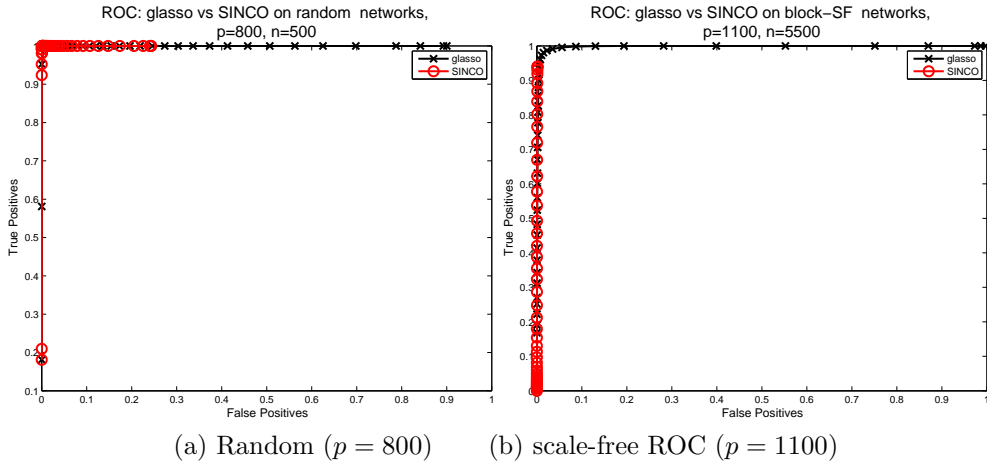 ROC: glasso vs SINCO on random networks,
p=800, n=500
1
0.9
0.8
0.7
0.6
0.5
0.4
0.3
0.2
0.1
True Positives
0 0.1 0.2 0.3 0.4 0.5 0.6 0.7 0.8 0.9 1
False Positives
glasso
SINCO
(a) Random (p = 800)
ROC: glasso vs SINCO on block−SF networks,
p=1100, n=5500
1
0.9
0.8
0.7
0.6
0.5
0.4
0.3
0.2
0.1
0
True Positives
0 0.1 0.2 0.3 0.4 0.5 0.6 0.7 0.8 0.9 1
False Positives
glasso
SINCO
(b) scale-free ROC (p = 1100)